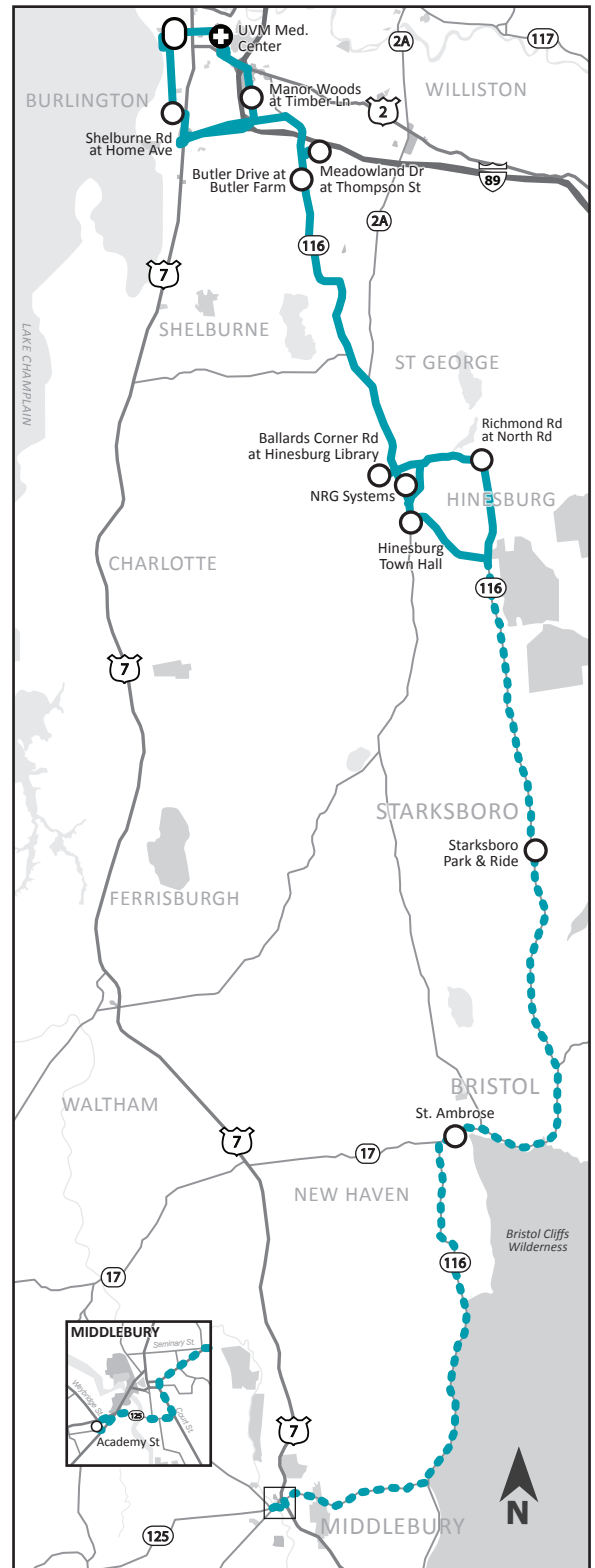 UVM Med.
Center
2A
117
BURLINGTON
Manor Woods
at Timber Ln
WILLISTON
2
Shelburne Rd
at Home Ave
Butler Drive at
Butler Farm
Meadowland Dr
at Thompson St
89
2A
116
7
LAKE CHAMPLAIN
SHELBURNE
ST GEORGE
Ballards Corner Rd
at Hinesburg Library
Richmond Rd
at North Rd
NRG Systems
HINESBURG
Hinesburg
Town Hall
CHARLOTTE
116
7
STARKSBORO
Starksboro
Park & Ride
FERRISBURGH
BRISTOL
WALTHAM
St. Ambrose
7
17
NEW HAVEN
Bristol Cliffs
Wilderness
116
17
MIDDLEBURY
Seminary St.
Weybridge St.
125
Court St.
Academy St
7
N
MIDDLEBURY
125